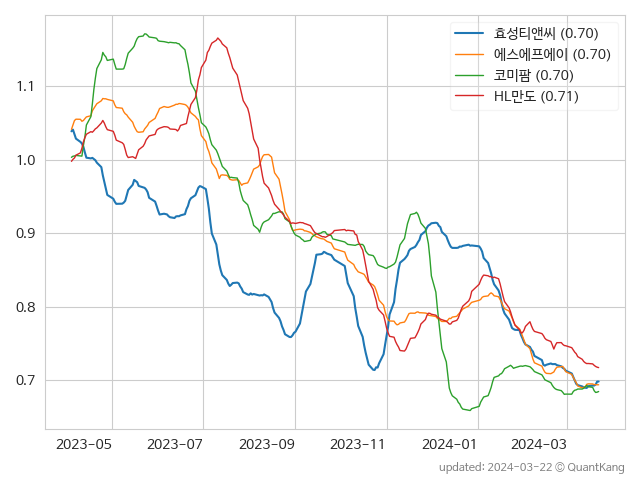 효성티앤씨 (0.70)
에스에프에이 (0.70)
코미팜 (0.70)
HL만도 (0.71)
1.1
1.0
0.9
0.8
0.7
2023-05 2023-07 2023-09 2023-11 2024-01 2024-03
updated: 2024-03-22 © QuantKang